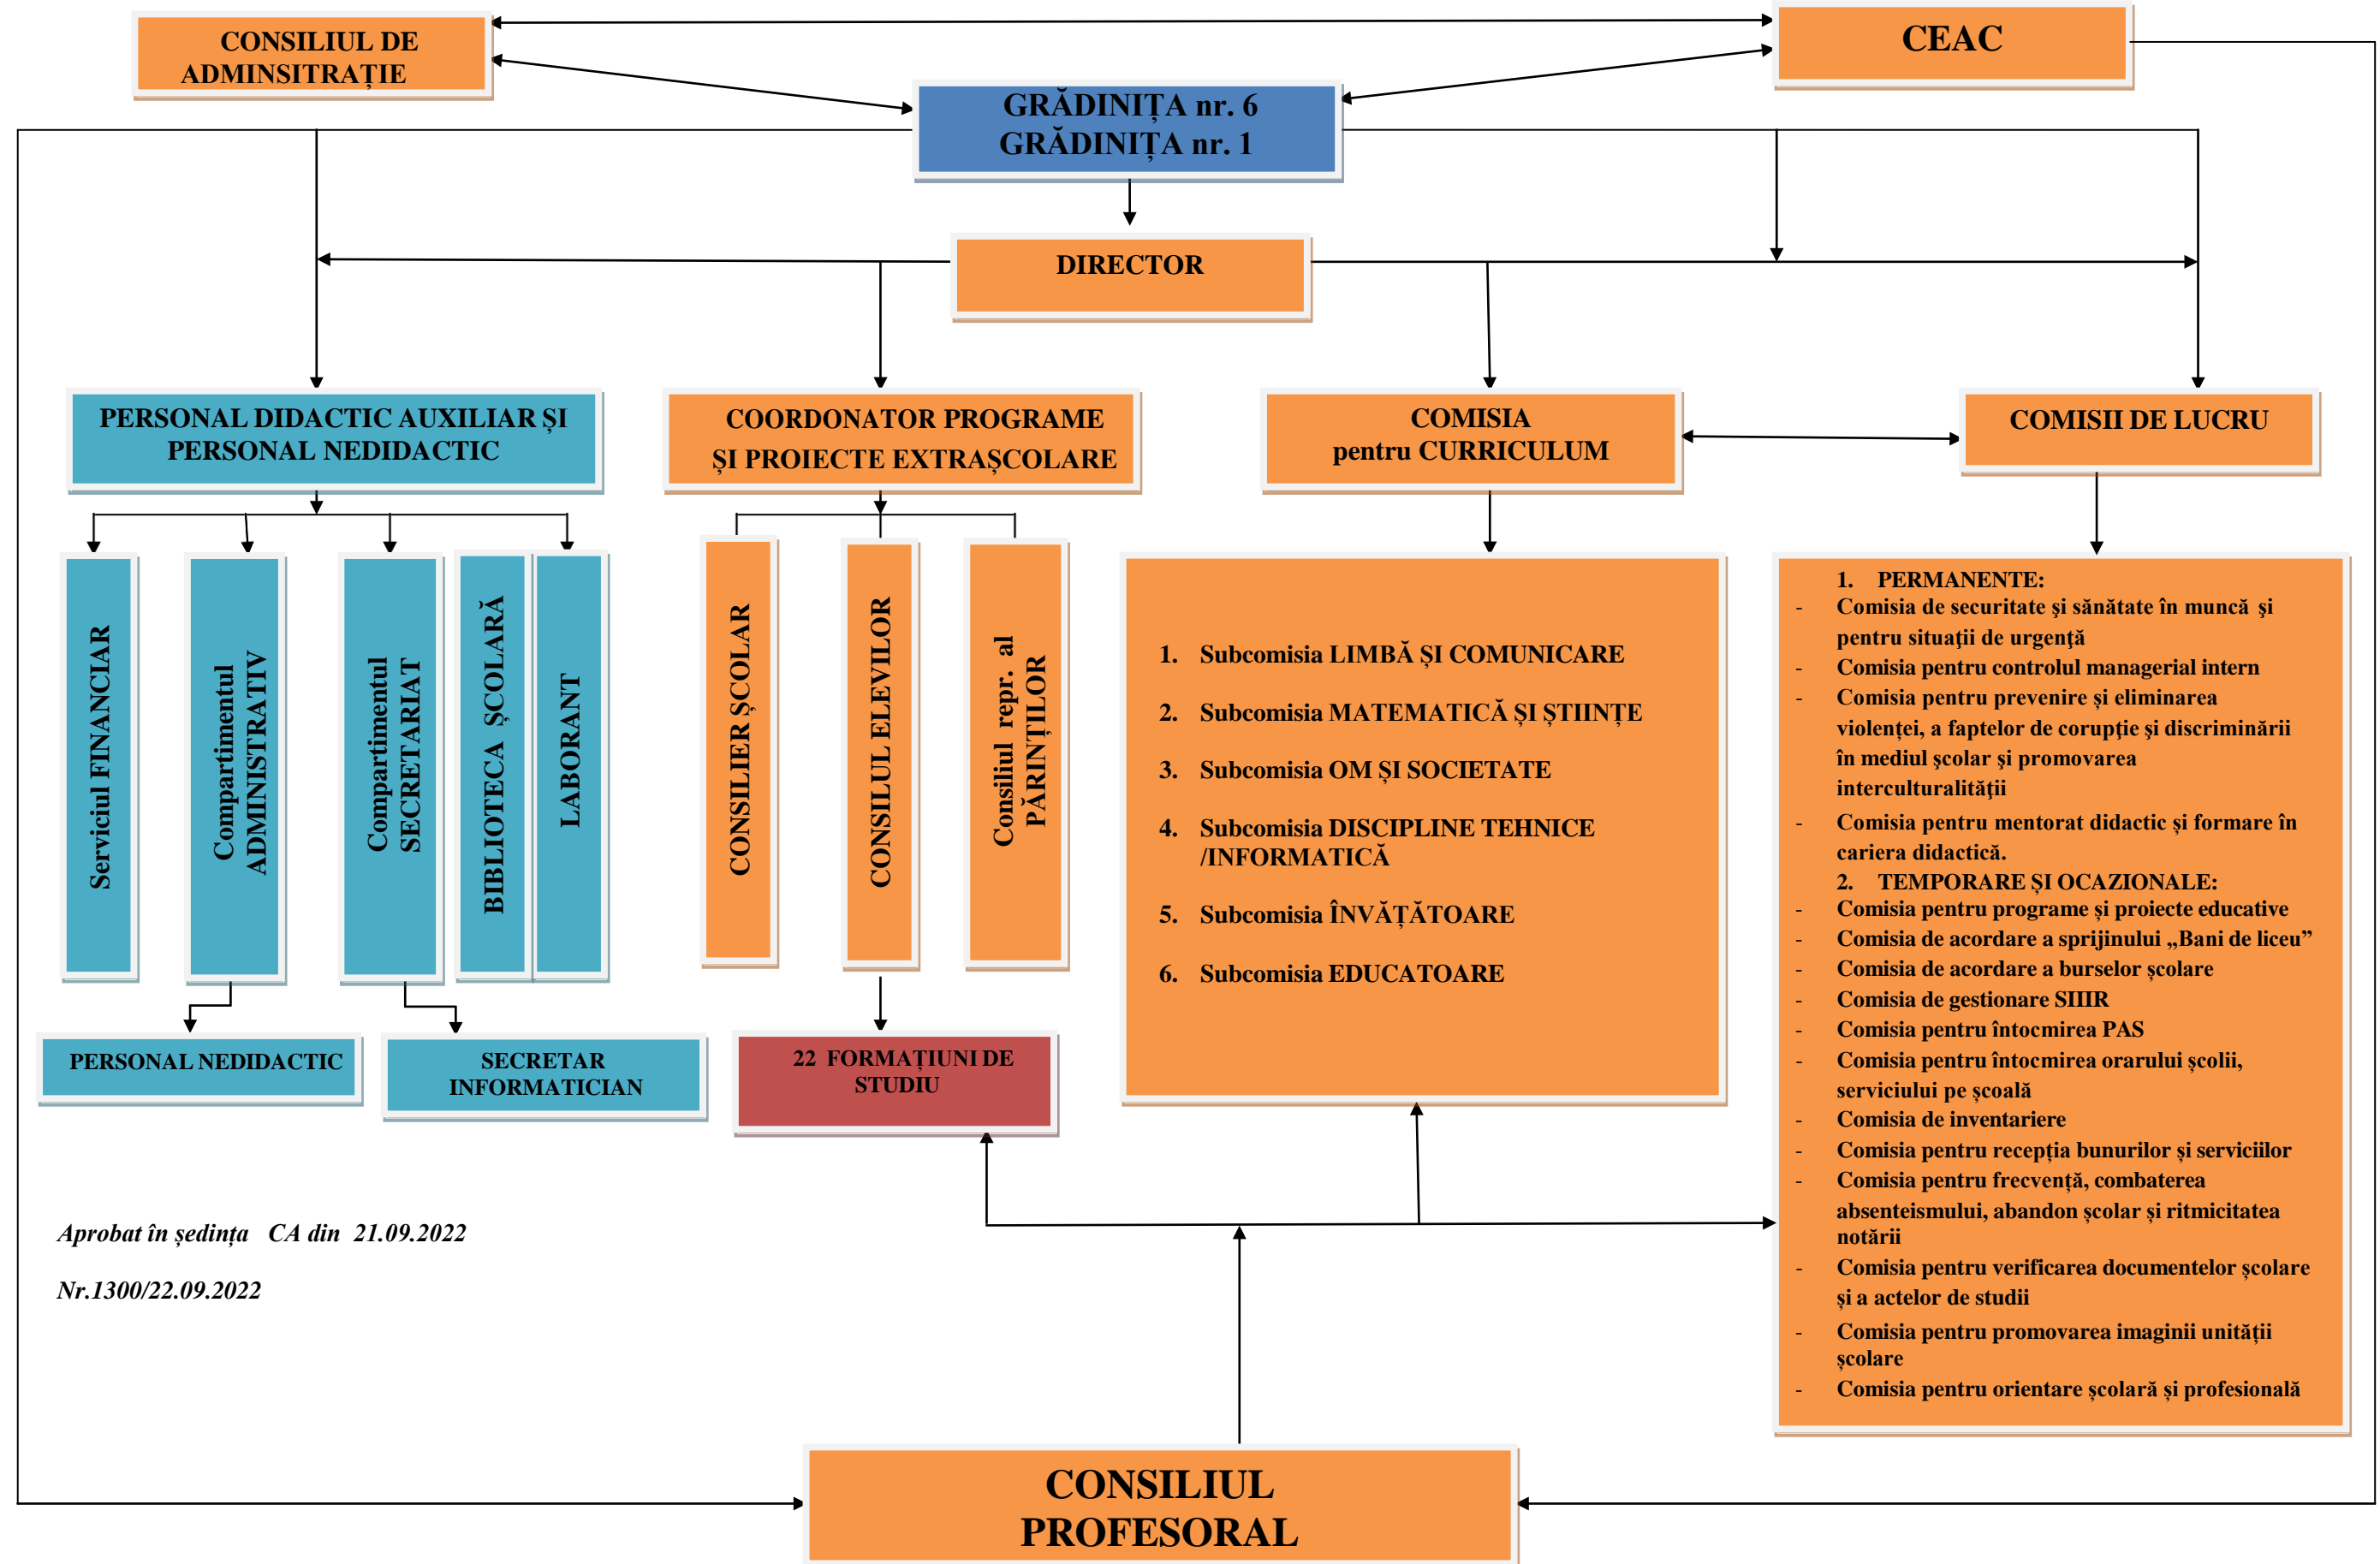 CONSILIUL DE
ADMINSITRAȚIE
CEAC
GRĂDINIȚA nr. 6
GRĂDINIȚA nr. 1
DIRECTOR
PERSONAL DIDACTIC AUXILIAR ȘI
PERSONAL NEDIDACTIC
COORDONATOR PROGRAME
ȘI PROIECTE EXTRAȘCOLARE
COMISIA
pentru CURRICULUM
COMISII DE LUCRU
Serviciul FINANCIAR
Compartimentul
ADMINISTRATIV
Compartimentul
SECRETARIAT
BIBLIOTECA ȘCOLARĂ
LABORANT
CONSILIER ȘCOLAR
CONSILUL ELEVILOR
Consiliul repr. al
PĂRINȚILOR
PERSONAL NEDIDACTIC
SECRETAR
INFORMATICIAN
22 FORMAȚIUNI DE
STUDIU
1. Subcomisia LIMBĂ ȘI COMUNICARE
2. Subcomisia MATEMATICĂ ȘI ȘTIINȚE
3. Subcomisia OM ȘI SOCIETATE
4. Subcomisia DISCIPLINE TEHNICE
/INFORMATICĂ
5. Subcomisia ÎNVĂȚĂTOARE
6. Subcomisia EDUCATOARE
1. PERMANENTE:
- Comisia de securitate şi sănătate în muncă şi
pentru situaţii de urgenţă
- Comisia pentru controlul managerial intern
- Comisia pentru prevenire și eliminarea
violenței, a faptelor de corupţie şi discriminării
în mediul şcolar şi promovarea
interculturalităţii
- Comisia pentru mentorat didactic și formare în
cariera didactică.
2. TEMPORARE ȘI OCAZIONALE:
- Comisia pentru programe și proiecte educative
- Comisia de acordare a sprijinului „Bani de liceu”
- Comisia de acordare a burselor școlare
- Comisia de gestionare SIIIR
- Comisia pentru întocmirea PAS
- Comisia pentru întocmirea orarului școlii,
serviciului pe școală
- Comisia de inventariere
- Comisia pentru recepția bunurilor și serviciilor
- Comisia pentru frecvență, combaterea
absenteismului, abandon școlar și ritmicitatea
notării
- Comisia pentru verificarea documentelor școlare
și a actelor de studii
- Comisia pentru promovarea imaginii unității
școlare
- Comisia pentru orientare școlară și profesională
Aprobat în ședința CA din 21.09.2022
Nr.1300/22.09.2022
CONSILIUL
PROFESORAL